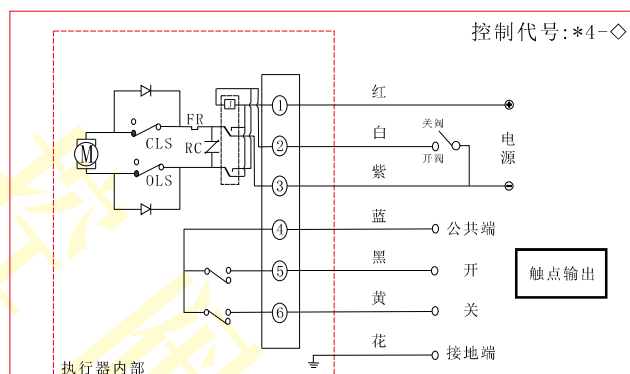 控制代号:*4-◇
红
1
FR
白
关阀
电源
CLS
2
开阀
RC
M
紫
OLS
3
蓝
4
公共端
黑
5
开
触点输出
黄
6
关
花
接地端
执行器内部